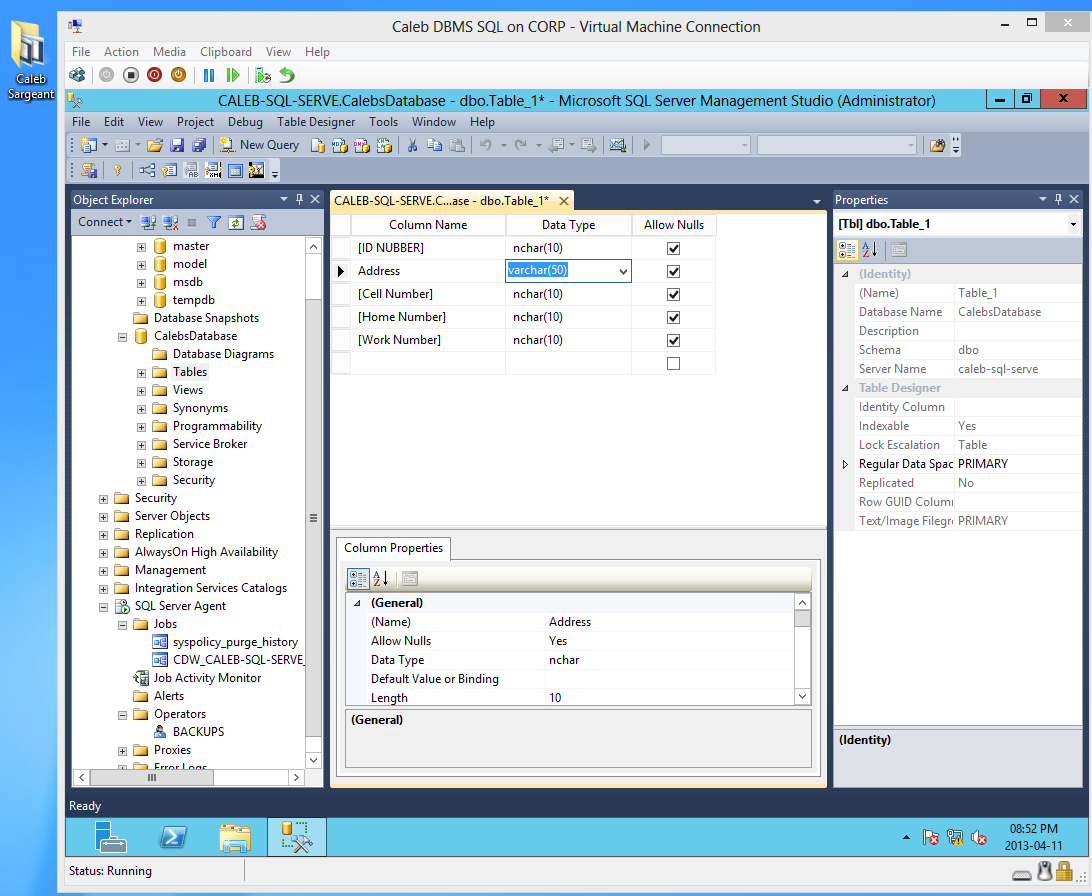 Caleb DBMS SQL on CORP - Virtual Machine Connection
Caleb Sargeant
File Action Media Clipboard View Help
CALEB-SQL-SERVE.CalebsDatabase - dbo.Table_1* - Microsoft SQL Server Management Studio (Administrator)
File Edit View Project Debug Table Designer Tools Window Help
New Query
Object Explorer
Connect
master
model
msdb
tempdb
Database Snapshots
CalebsDatabase
Database Diagrams
Tables
Views
Synonyms
Programmability
Service Broker
Storage
Security
Security
Server Objects
Replication
AlwaysOn High Availability
Management
Integration Services Catalogs
SQL Server Agent
Jobs
syspolicy_purge_history
CDW_CALEB-SQL-SERVE_
Job Activity Monitor
Alerts
Operators
BACKUPS
Proxies
Error Logs
CALEB-SQL-SERVE.C...ase - dbo.Table_1*
Column Name Data Type Allow Nulls
[ID NUBBER] nchar(10)
Address varchar(50)
[Cell Number] nchar(10)
[Home Number] nchar(10)
[Work Number] nchar(10)
Column Properties
(General)
(Name) Address
Allow Nulls Yes
Data Type nchar
Default Value or Binding
Length 10
(General)
Properties
[Tbl] dbo.Table_1
(Identity)
(Name) Table_1
Database Name CalebsDatabase
Description
Schema dbo
Server Name caleb-sql-serve
Table Designer
Identity Column
Indexable Yes
Lock Escalation Table
Regular Data Spac PRIMARY
Replicated No
Row GUID Colum
Text/Image Filegr PRIMARY
(Identity)
Ready
08:52 PM
2013-04-11
Status: Running